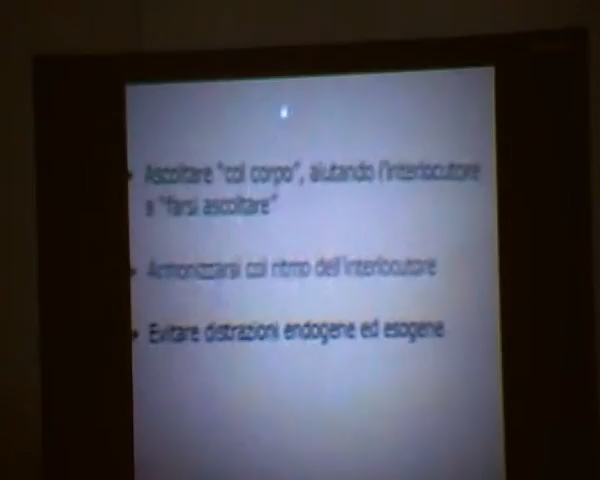 • Ascoltare "col corpo", aiutando l'interlocutore
a "farsi ascoltare"
• Armonizzarsi col ritmo dell'interlocutore
• Evitare distrazioni endogene ed esogene